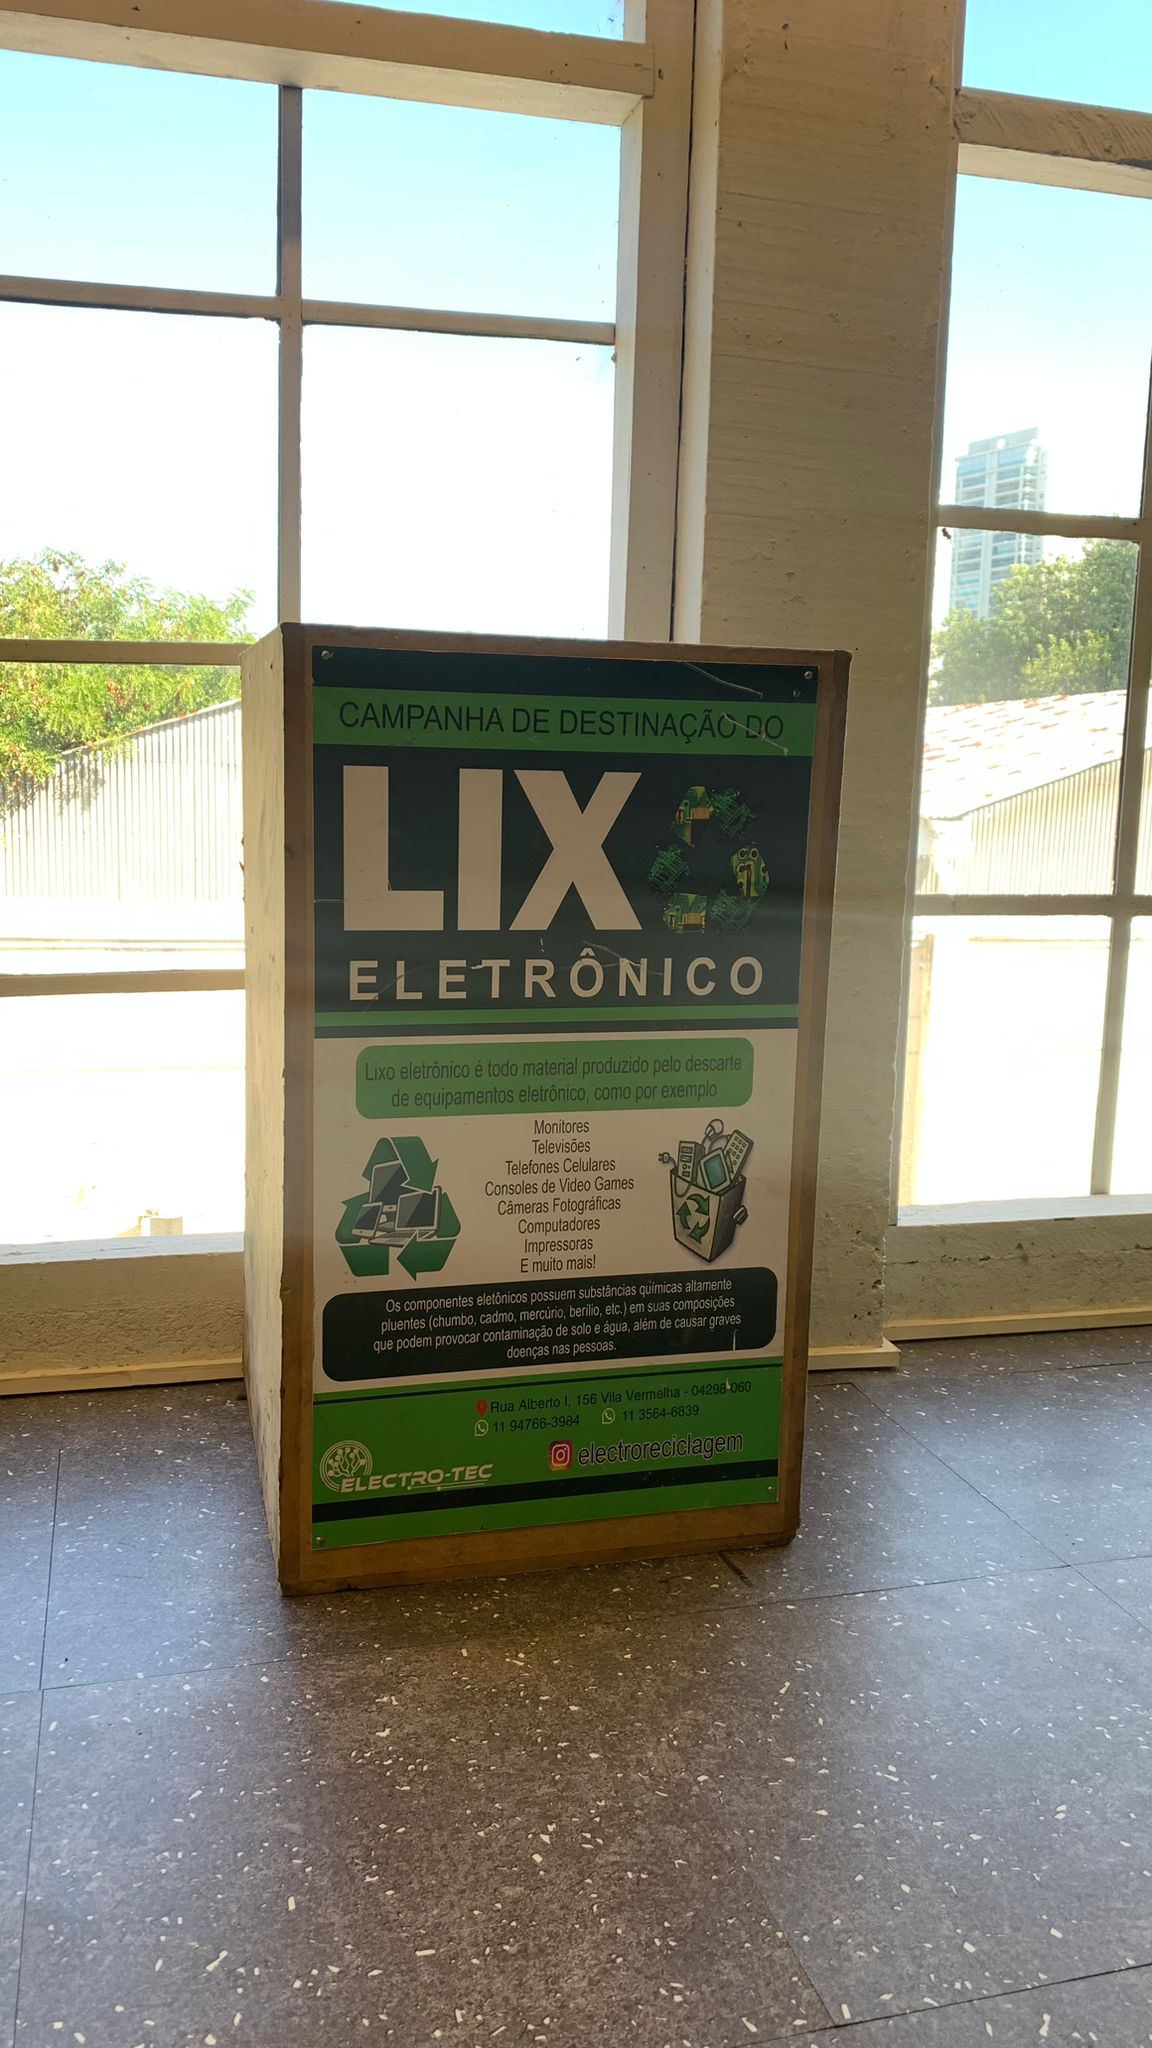 CAMPANHA DE DESTINAÇÃO DO
LIX
ELETRÔNICO
Lixo eletrônico é todo material produzido pelo descarte
de equipamentos eletrônico, como por exemplo
Monitores
Televisões
Telefones Celulares
Consoles de Video Games
Câmeras Fotográficas
Computadores
Impressoras
E muito mais!
Os componentes eletônicos possuem substâncias químicas altamente
pluentes (chumbo, cadmo, mercúrio, berílio, etc.) em suas composições
que podem provocar contaminação de solo e água, além de causar graves
doenças nas pessoas.
Rua Alberto I, 156 Vila Vermelha - 04298-060
11 94766-3984 11 3564-6839
electroreciclagem
ELECTRO-TEC